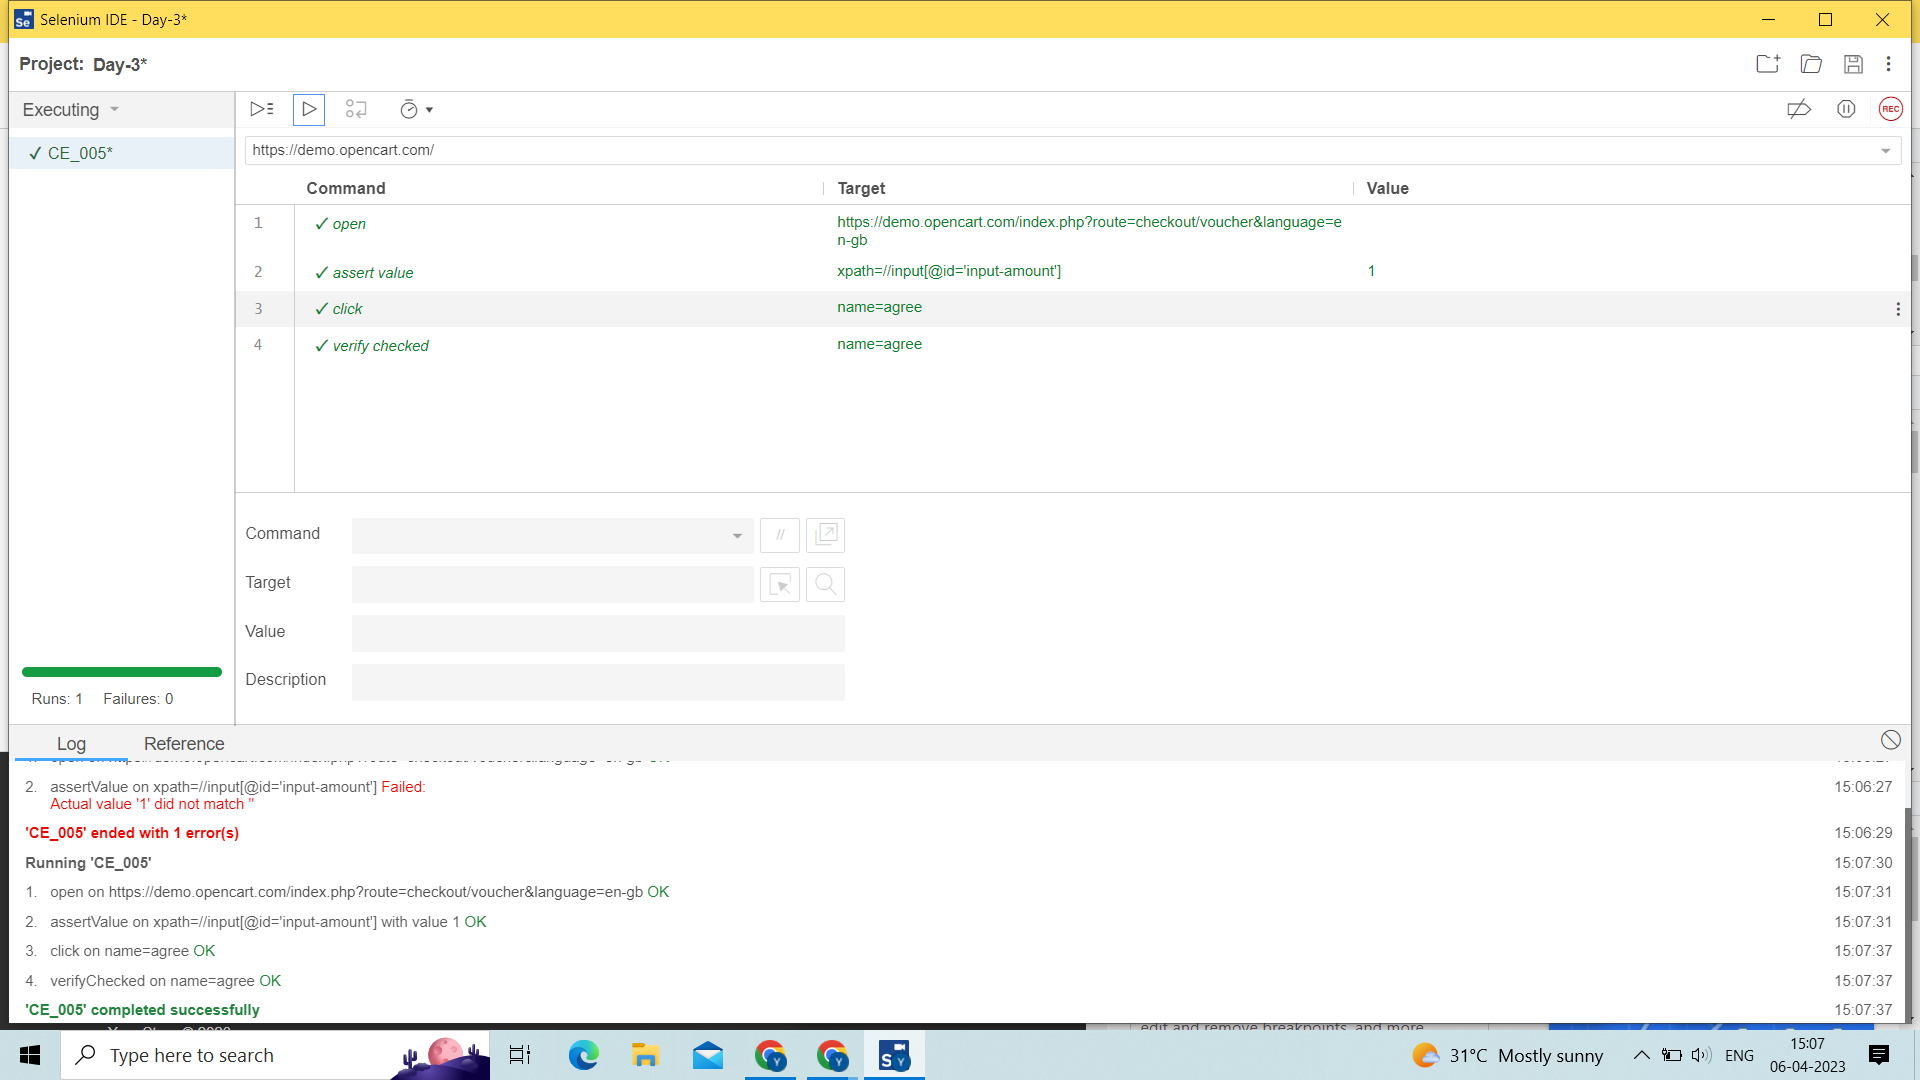 Selenium IDE - Day-3*
Project: Day-3*
Executing
REC
✓ CE_005*
https://demo.opencart.com/
Command Target Value
1 ✓ open https://demo.opencart.com/index.php?route=checkout/voucher&language=e
n-gb
2 ✓ assert value xpath=//input[@id='input-amount'] 1
3 ✓ click name=agree
4 ✓ verify checked name=agree
Command //
Target
Value
Description
Runs: 1 Failures: 0
Log Reference
2. assertValue on xpath=//input[@id='input-amount'] Failed: 15:06:27
Actual value '1' did not match ''
'CE_005' ended with 1 error(s) 15:06:29
Running 'CE_005' 15:07:30
1. open on https://demo.opencart.com/index.php?route=checkout/voucher&language=en-gb OK 15:07:31
2. assertValue on xpath=//input[@id='input-amount'] with value 1 OK 15:07:31
3. click on name=agree OK 15:07:37
4. verifyChecked on name=agree OK 15:07:37
'CE_005' completed successfully 15:07:37
edit and remove breakpoints, and more
Type here to search
31°C Mostly sunny
ENG
15:07
06-04-2023